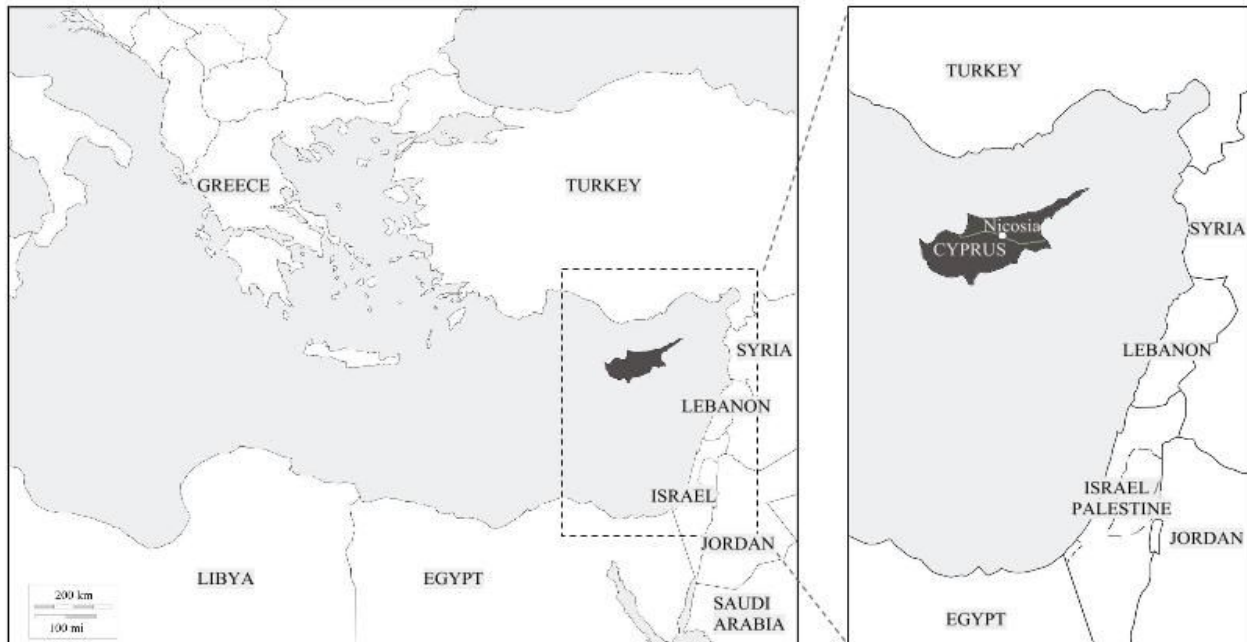 GREECE
TURKEY
SYRIA
LEBANON
ISRAEL
JORDAN
LIBYA
EGYPT
SAUDI
ARABIA
200 km
100 mi
TURKEY
Nicosia
CYPRUS
SYRIA
LEBANON
ISRAEL /
PALESTINE
JORDAN
EGYPT